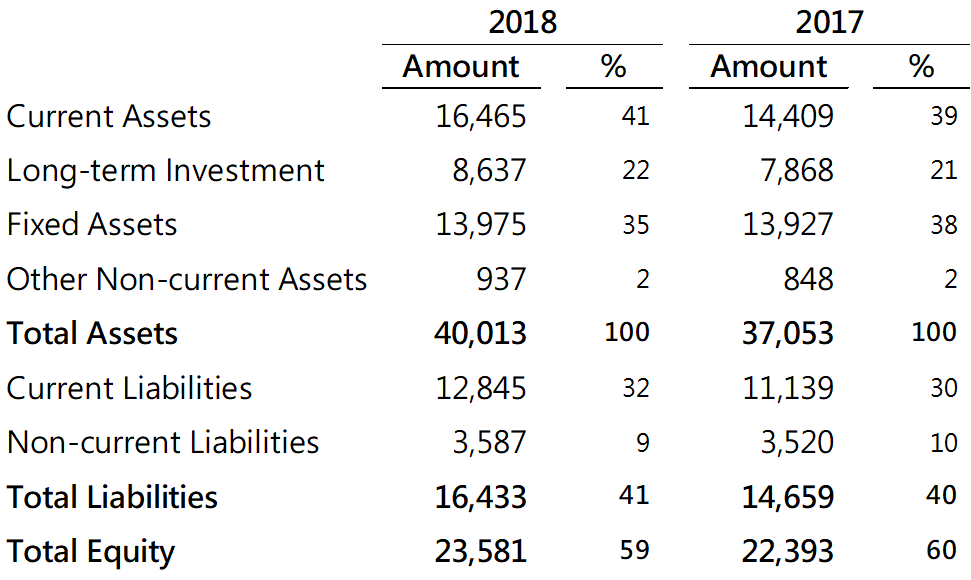 2018 2017
Amount % Amount %
Current Assets 16,465 41 14,409 39
Long-term Investment 8,637 22 7,868 21
Fixed Assets 13,975 35 13,927 38
Other Non-current Assets 937 2 848 2
Total Assets 40,013 100 37,053 100
Current Liabilities 12,845 32 11,139 30
Non-current Liabilities 3,587 9 3,520 10
Total Liabilities 16,433 41 14,659 40
Total Equity 23,581 59 22,393 60